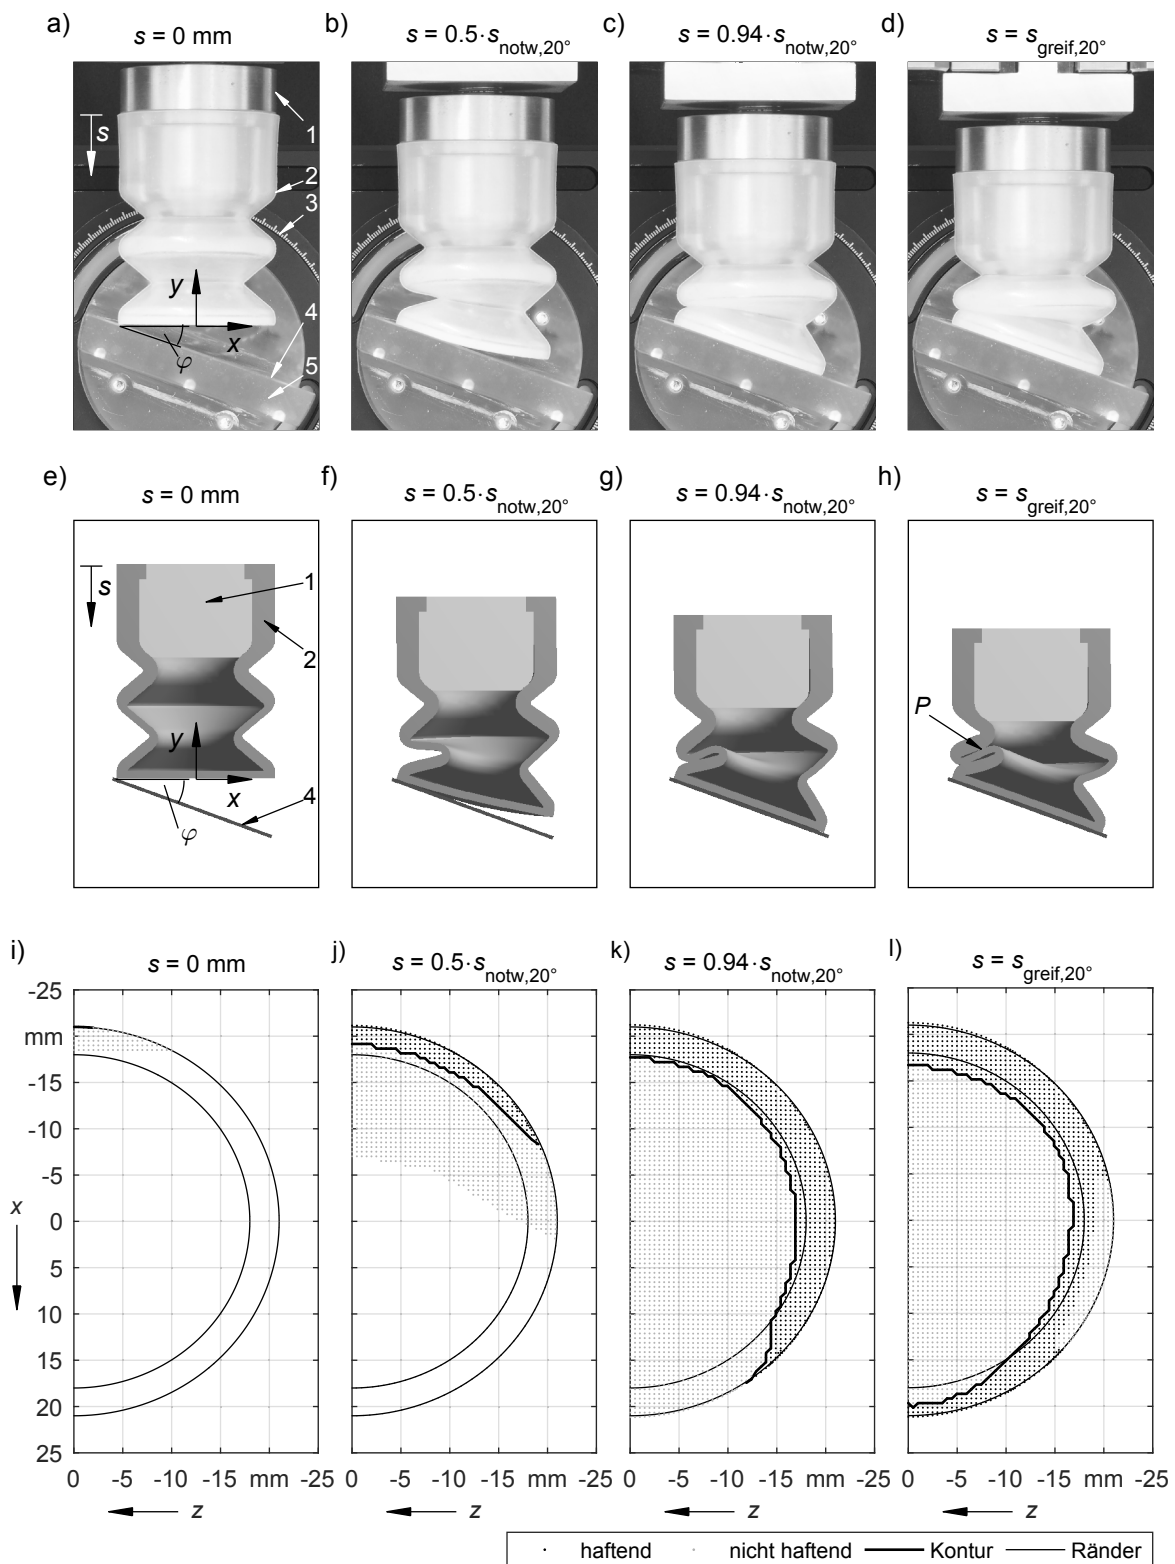 a) s = 0 mm
b) s = 0.5·s notw,20°
c) s = 0.94·s notw,20°
d) s = s greif,20°
s
1
2
3
4
5
y
x
φ
e) s = 0 mm
f) s = 0.5·s notw,20°
g) s = 0.94·s notw,20°
h) s = s greif,20°
s
1
2
y
x
4
φ
P
i) s = 0 mm
j) s = 0.5·s notw,20°
k) s = 0.94·s notw,20°
l) s = s greif,20°
-25
mm
-15
-10
-5
0
5
10
15
20
25
x
0 -5 -10 -15 mm -25
0 -5 -10 -15 mm -25
0 -5 -10 -15 mm -25
0 -5 -10 -15 mm -25
z
z
z
z
haftend nicht haftend Kontur Ränder